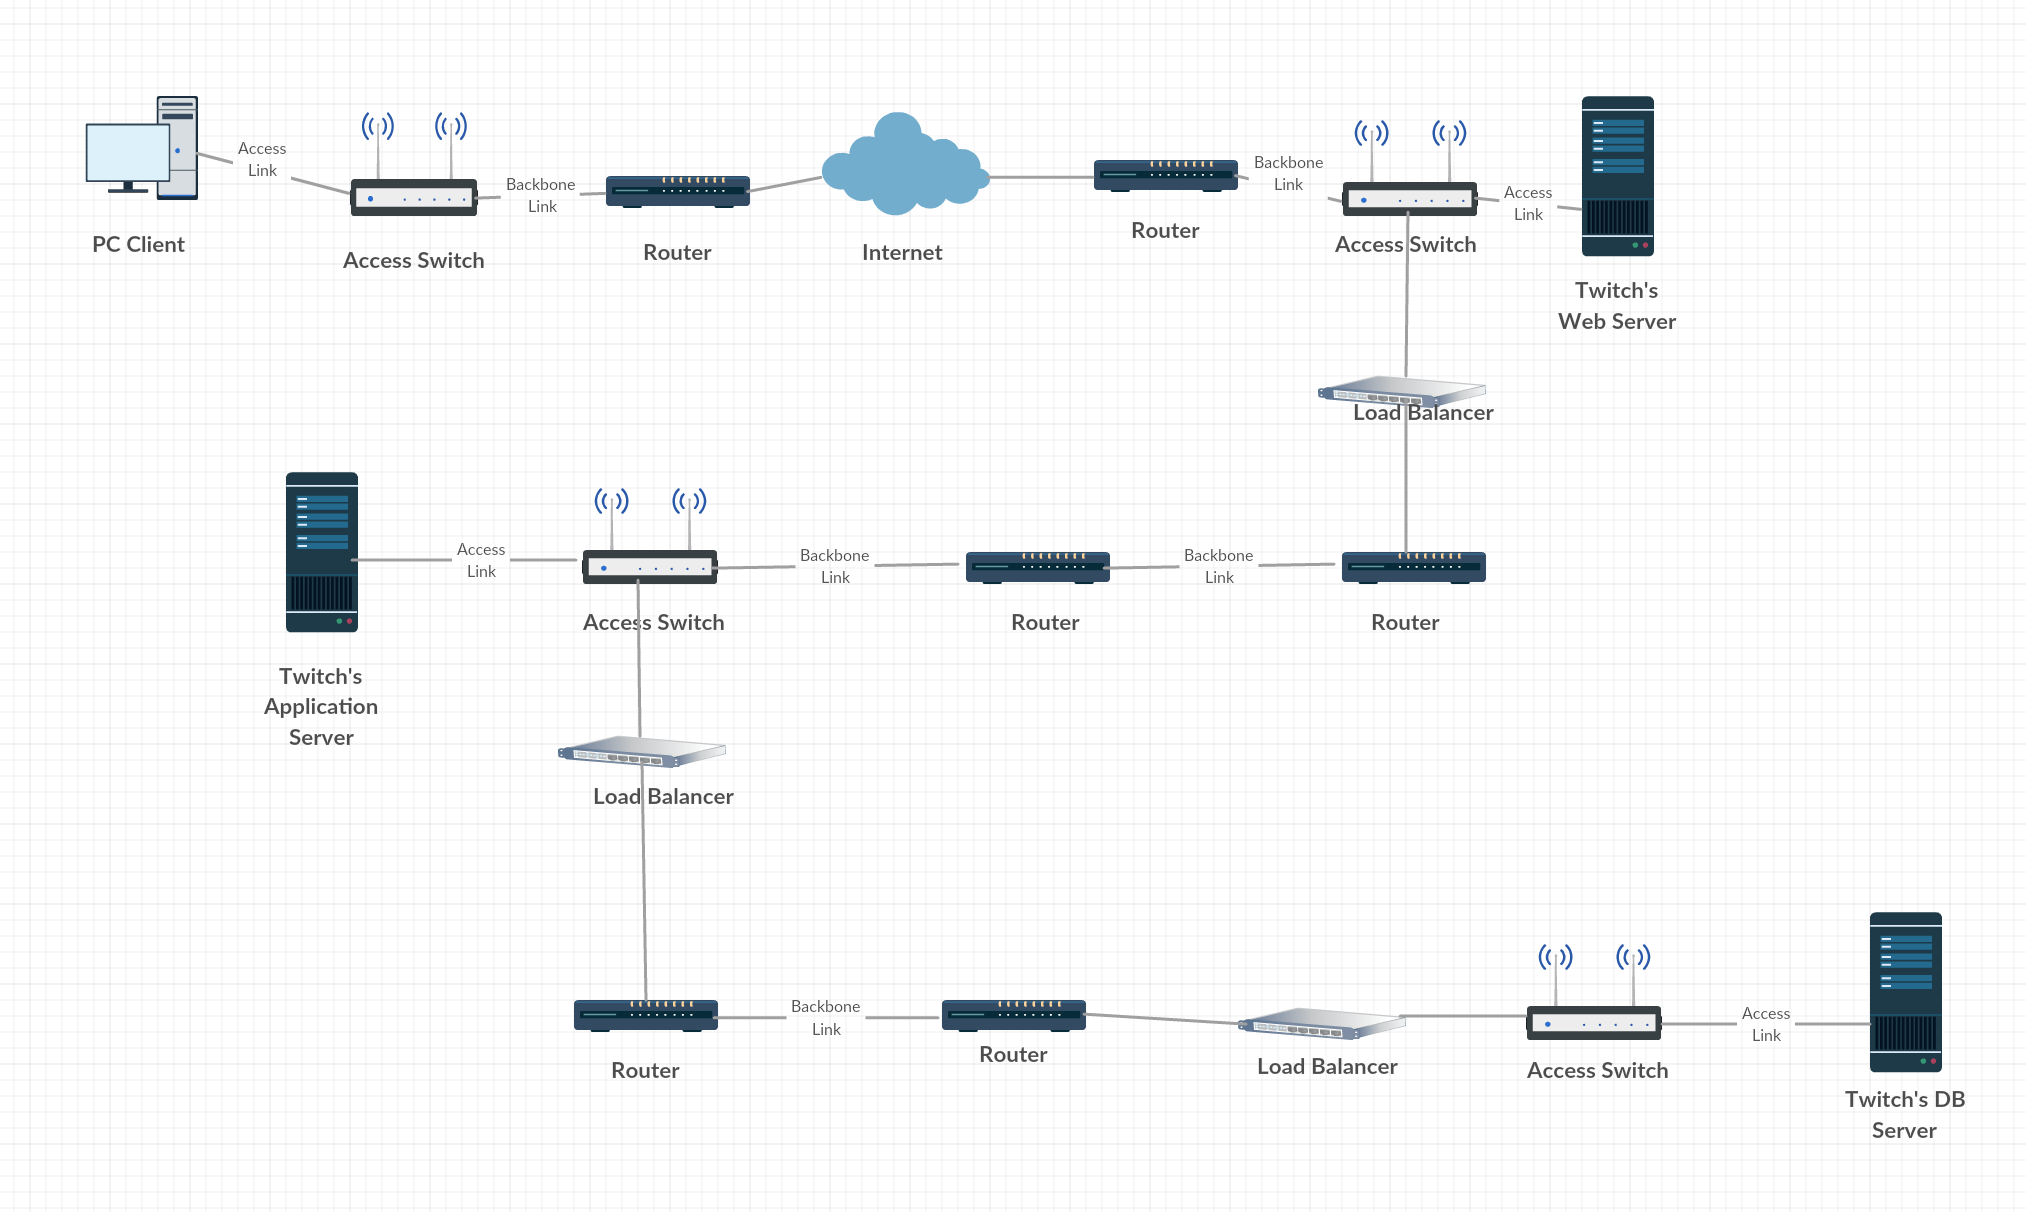 Access
Link
PC Client
Access Switch
Backbone
Link
Router
Internet
Router
Backbone
Link
Access Switch
Access
Link
Twitch's
Web Server
Load Balancer
Twitch's
Application
Server
Access
Link
Access Switch
Backbone
Link
Router
Backbone
Link
Router
Load Balancer
Router
Backbone
Link
Router
Load Balancer
Access Switch
Access
Link
Twitch's DB
Server